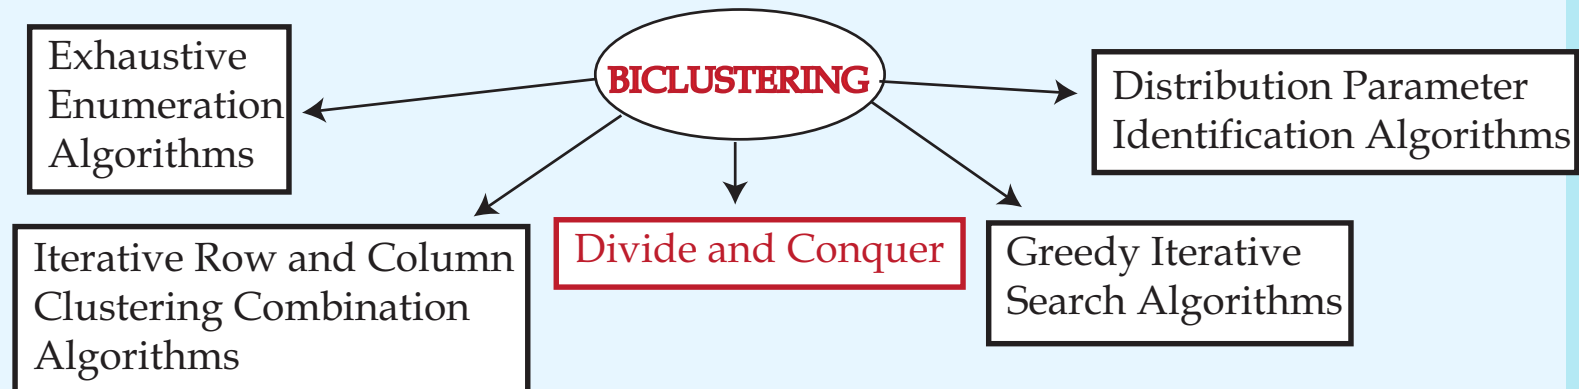 BICLUSTERING
Exhaustive
Enumeration
Algorithms
Distribution Parameter
Identification Algorithms
Iterative Row and Column
Clustering Combination
Algorithms
Divide and Conquer
Greedy Iterative
Search Algorithms